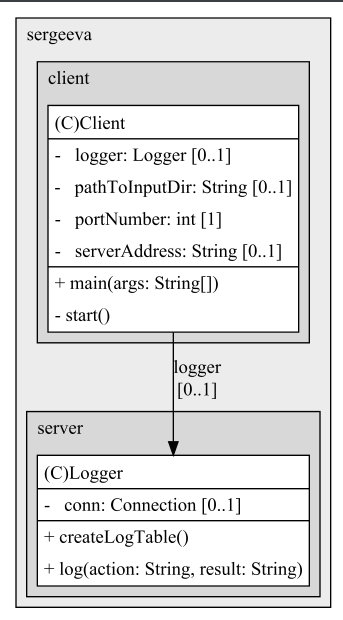 sergeeva
client
(C)Client
- logger: Logger [0..1]
- pathToInputDir: String [0..1]
- portNumber: int [1]
- serverAddress: String [0..1]
+ main(args: String[])
- start()
logger
[0..1]
server
(C)Logger
- conn: Connection [0..1]
+ createLogTable()
+ log(action: String, result: String)